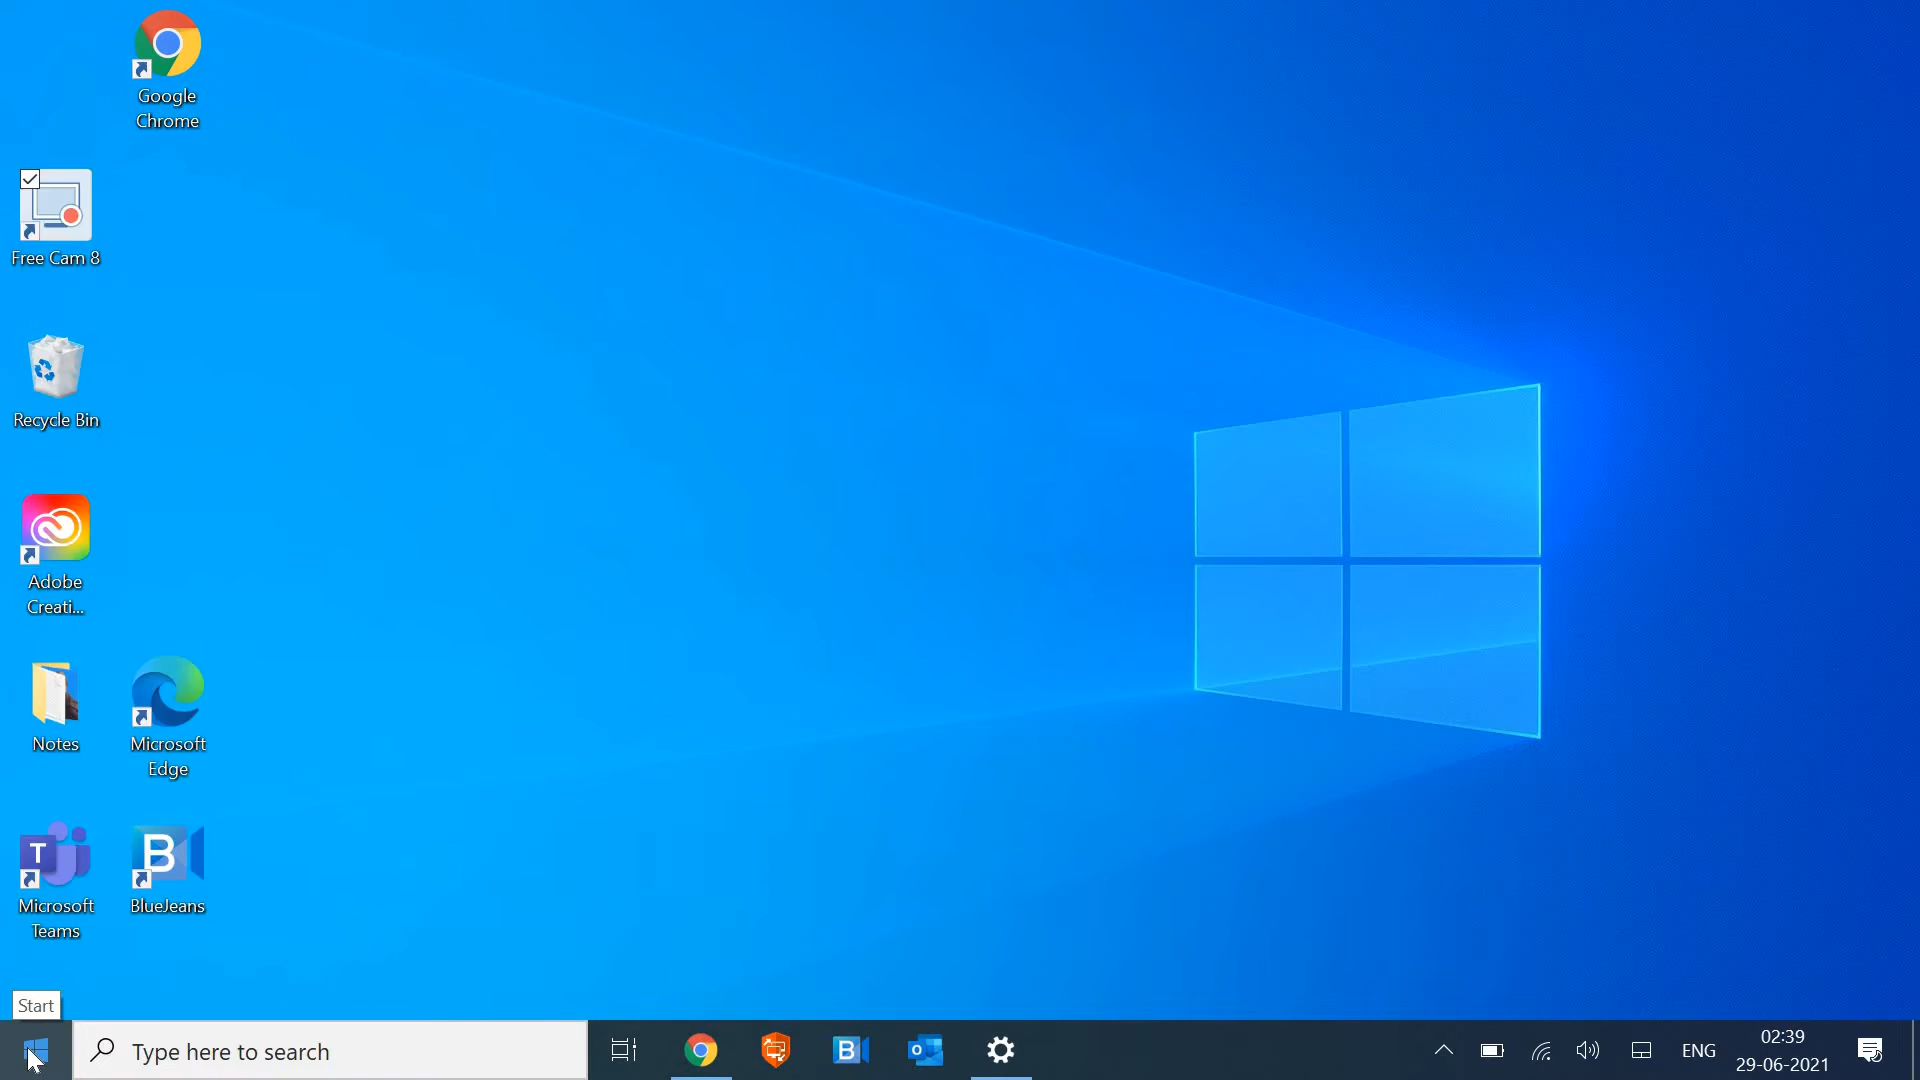 Google
Chrome
Free Cam 8
Recycle Bin
Adobe
Creati...
Notes
Microsoft
Edge
T
Microsoft
Teams
B
BlueJeans
Start
Type here to search
B
o
ENG
02:39
29-06-2021